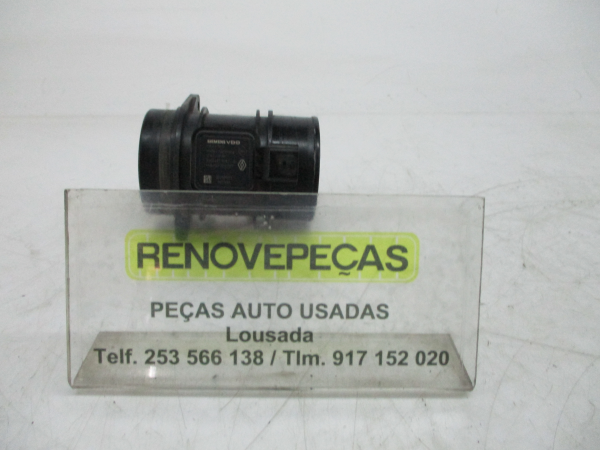 RENOVEPEÇAS
PEÇAS AUTO USADAS
Lousada
Telf. 253 566 138 / Tlm. 917 152 020